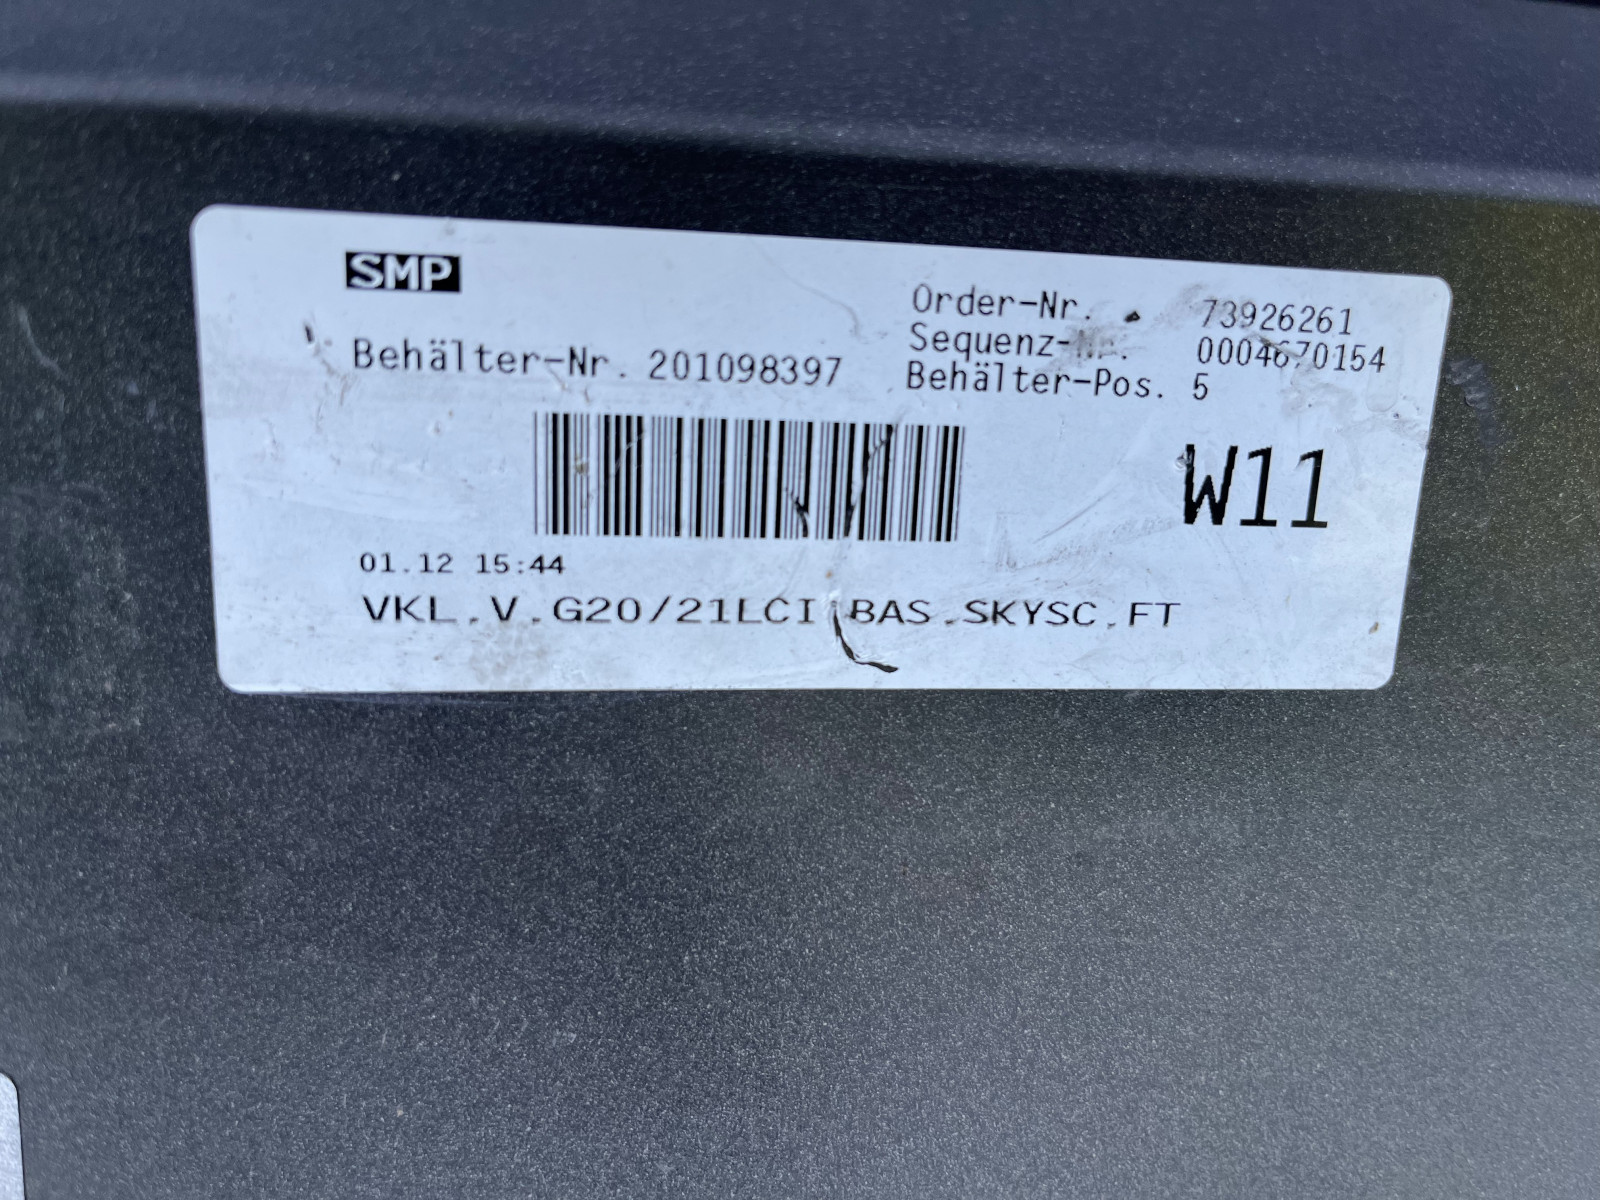 SMP
Order-Nr. 73926261
Sequenz-Nr. 0004670154
Behälter-Nr. 201098397 Behälter-Pos. 5
W11
01.12 15:44
VKL.V.G20/21LCI BAS.SKYSC.FT